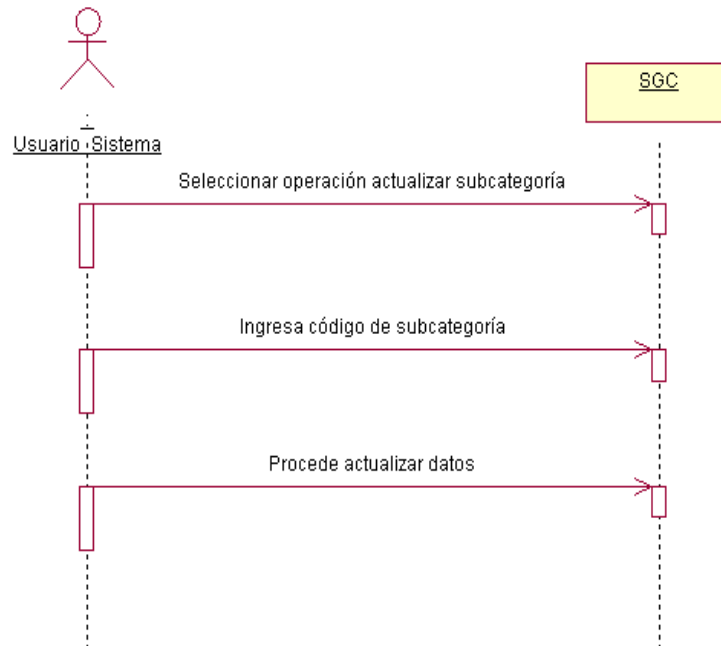 SGC
Usuario Sistema
Seleccionar operación actualizar subcategoría
Ingresa código de subcategoría
Procede actualizar datos